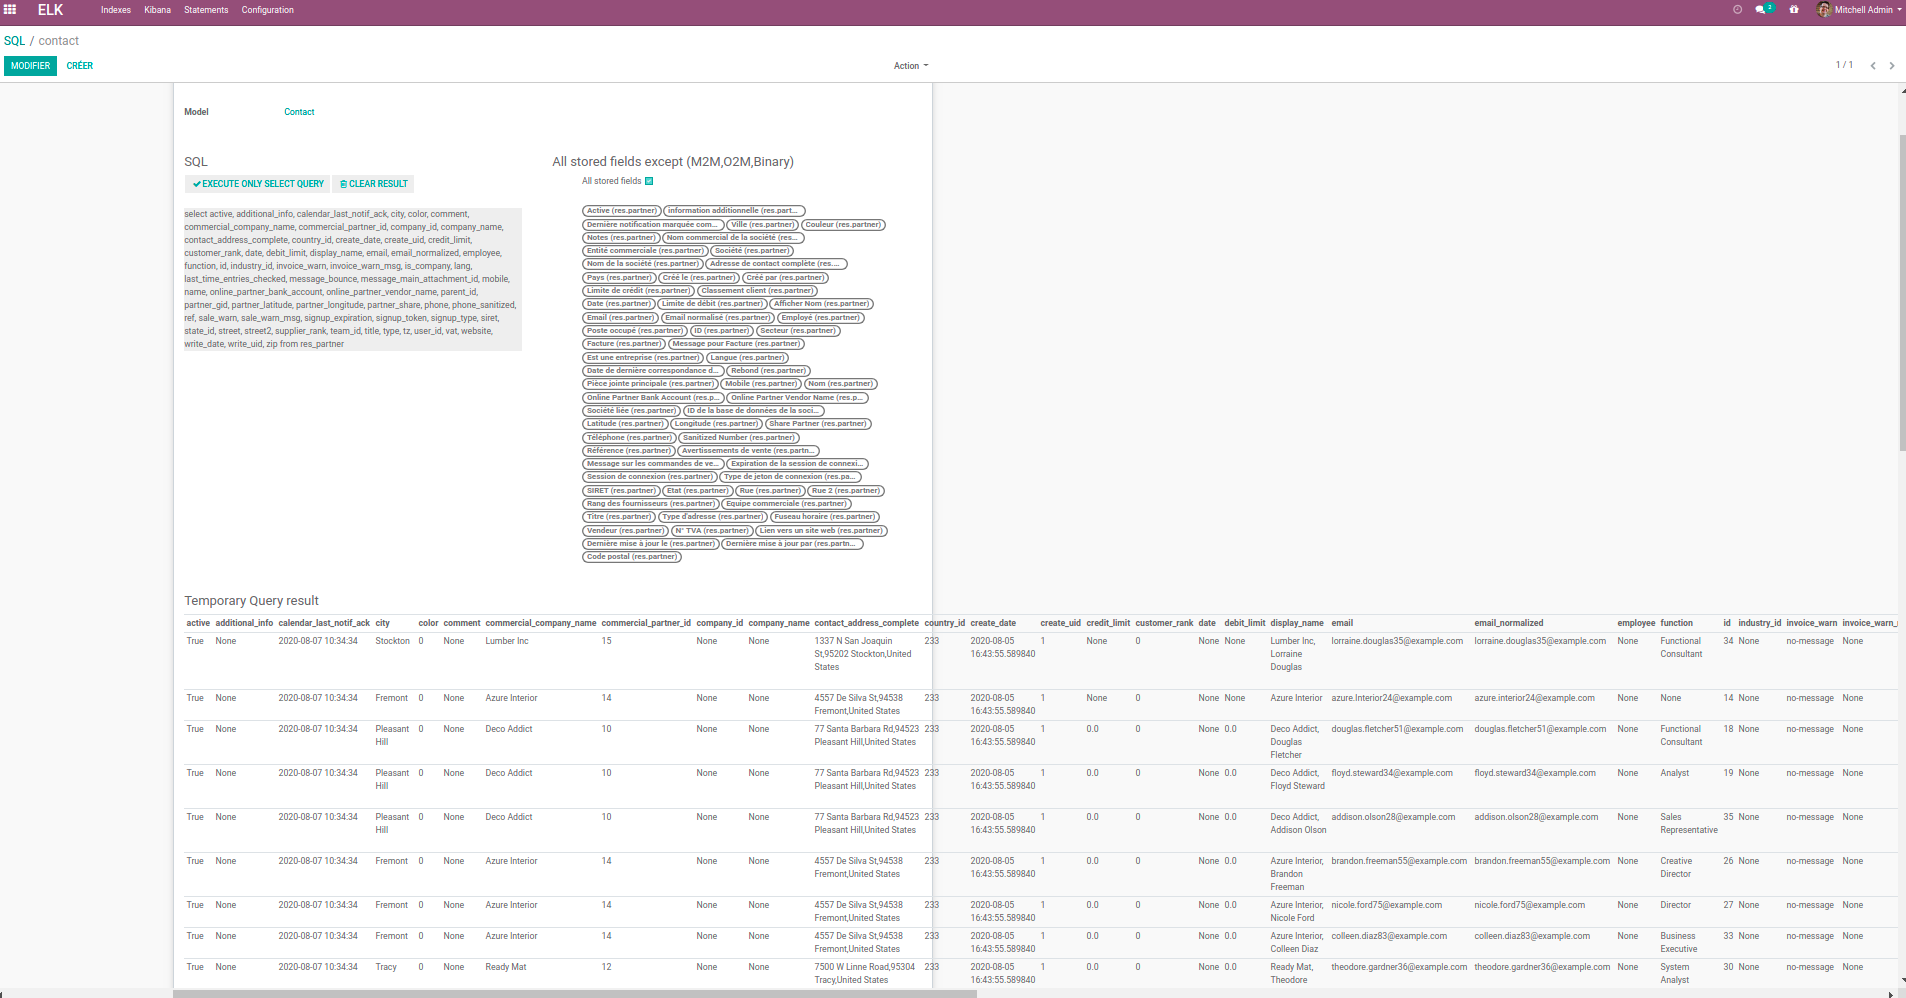 ELK Indexes Kibana Statements Configuration 3 Mitchell Admin
SQL / contact
MODIFIER CRÉER Action 1 / 1
Model Contact
SQL
EXECUTE ONLY SELECT QUERY CLEAR RESULT
select active, additional_info, calendar_last_notif_ack, city, color, comment,
commercial_company_name, commercial_partner_id, company_id, company_name,
contact_address_complete, country_id, create_date, create_uid, credit_limit,
customer_rank, date, debit_limit, display_name, email, email_normalized, employee,
function, id, industry_id, invoice_warn, invoice_warn_msg, is_company, lang,
last_time_entries_checked, message_bounce, message_main_attachment_id, mobile,
name, online_partner_bank_account, online_partner_vendor_name, parent_id,
partner_gid, partner_latitude, partner_longitude, partner_share, phone, phone_sanitized,
ref, sale_warn, sale_warn_msg, signup_expiration, signup_token, signup_type, siret,
state_id, street, street2, supplier_rank, team_id, title, type, tz, user_id, vat, website,
write_date, write_uid, zip from res_partner
All stored fields except (M2M,O2M,Binary)
All stored fields
Active (res.partner) information additionnelle (res.part...
Dernière notification marquée com... Ville (res.partner) Couleur (res.partner)
Notes (res.partner) Nom commercial de la société (res...
Entité commerciale (res.partner) Société (res.partner)
Nom de la société (res.partner) Adresse de contact complète (res....
Pays (res.partner) Créé le (res.partner) Créé par (res.partner)
Limite de crédit (res.partner) Classement client (res.partner)
Date (res.partner) Limite de débit (res.partner) Afficher Nom (res.partner)
Email (res.partner) Email normalisé (res.partner) Employé (res.partner)
Poste occupé (res.partner) ID (res.partner) Secteur (res.partner)
Facture (res.partner) Message pour Facture (res.partner)
Est une entreprise (res.partner) Langue (res.partner)
Date de dernière correspondance d... Rebond (res.partner)
Pièce jointe principale (res.partner) Mobile (res.partner) Nom (res.partner)
Online Partner Bank Account (res.p... Online Partner Vendor Name (res.p...
Société liée (res.partner) ID de la base de données de la soci...
Latitude (res.partner) Longitude (res.partner) Share Partner (res.partner)
Téléphone (res.partner) Sanitized Number (res.partner)
Référence (res.partner) Avertissements de vente (res.partn...
Message sur les commandes de ve... Expiration de la session de connexi...
Session de connexion (res.partner) Type de jeton de connexion (res.pa...
SIRET (res.partner) Etat (res.partner) Rue (res.partner) Rue 2 (res.partner)
Rang des fournisseurs (res.partner) Equipe commerciale (res.partner)
Titre (res.partner) Type d'adresse (res.partner) Fuseau horaire (res.partner)
Vendeur (res.partner) N° TVA (res.partner) Lien vers un site web (res.partner)
Dernière mise à jour le (res.partner) Dernière mise à jour par (res.partn...
Code postal (res.partner)
Temporary Query result
active additional_info calendar_last_notif_ack city color comment commercial_company_name commercial_partner_id company_id company_name contact_address_complete country_id create_date create_uid credit_limit customer_rank date debit_limit display_name email email_normalized employee function id industry_id invoice_warn invoice_warn_
True None 2020-08-07 10:34:34 Stockton 0 None Lumber Inc 15 None None 1337 N San Joaquin 233 2020-08-05 1 None 0 None None Lumber Inc, lorraine.douglas35@example.com lorraine.douglas35@example.com None Functional 34 None no-message None
St,95202 Stockton,United 16:43:55.589840 Lorraine Consultant
States Douglas
True None 2020-08-07 10:34:34 Fremont 0 None Azure Interior 14 None None 4557 De Silva St,94538 233 2020-08-05 1 None 0 None None Azure Interior azure.Interior24@example.com azure.interior24@example.com None None 14 None no-message None
Fremont,United States 16:43:55.589840
True None 2020-08-07 10:34:34 Pleasant 0 None Deco Addict 10 None None 77 Santa Barbara Rd,94523 233 2020-08-05 1 0.0 0 None 0.0 Deco Addict, douglas.fletcher51@example.com douglas.fletcher51@example.com None Functional 18 None no-message None
Hill Pleasant Hill,United States 16:43:55.589840 Douglas Consultant
Fletcher
True None 2020-08-07 10:34:34 Pleasant 0 None Deco Addict 10 None None 77 Santa Barbara Rd,94523 233 2020-08-05 1 0.0 0 None 0.0 Deco Addict, floyd.steward34@example.com floyd.steward34@example.com None Analyst 19 None no-message None
Hill Pleasant Hill,United States 16:43:55.589840 Floyd Steward
True None 2020-08-07 10:34:34 Pleasant 0 None Deco Addict 10 None None 77 Santa Barbara Rd,94523 233 2020-08-05 1 0.0 0 None 0.0 Deco Addict, addison.olson28@example.com addison.olson28@example.com None Sales 35 None no-message None
Hill Pleasant Hill,United States 16:43:55.589840 Addison Olson Representative
True None 2020-08-07 10:34:34 Fremont 0 None Azure Interior 14 None None 4557 De Silva St,94538 233 2020-08-05 1 0.0 0 None 0.0 Azure Interior, brandon.freeman55@example.com brandon.freeman55@example.com None Creative 26 None no-message None
Fremont,United States 16:43:55.589840 Brandon Director
Freeman
True None 2020-08-07 10:34:34 Fremont 0 None Azure Interior 14 None None 4557 De Silva St,94538 233 2020-08-05 1 0.0 0 None 0.0 Azure Interior, nicole.ford75@example.com nicole.ford75@example.com None Director 27 None no-message None
Fremont,United States 16:43:55.589840 Nicole Ford
True None 2020-08-07 10:34:34 Fremont 0 None Azure Interior 14 None None 4557 De Silva St,94538 233 2020-08-05 1 0.0 0 None 0.0 Azure Interior, colleen.diaz83@example.com colleen.diaz83@example.com None Business 33 None no-message None
Fremont,United States 16:43:55.589840 Colleen Diaz Executive
True None 2020-08-07 10:34:34 Tracy 0 None Ready Mat 12 None None 7500 W Linne Road,95304 233 2020-08-05 1 0.0 0 None 0.0 Ready Mat, theodore.gardner36@example.com theodore.gardner36@example.com None System 30 None no-message None
Tracy,United States 16:43:55.589840 Theodore Analyst